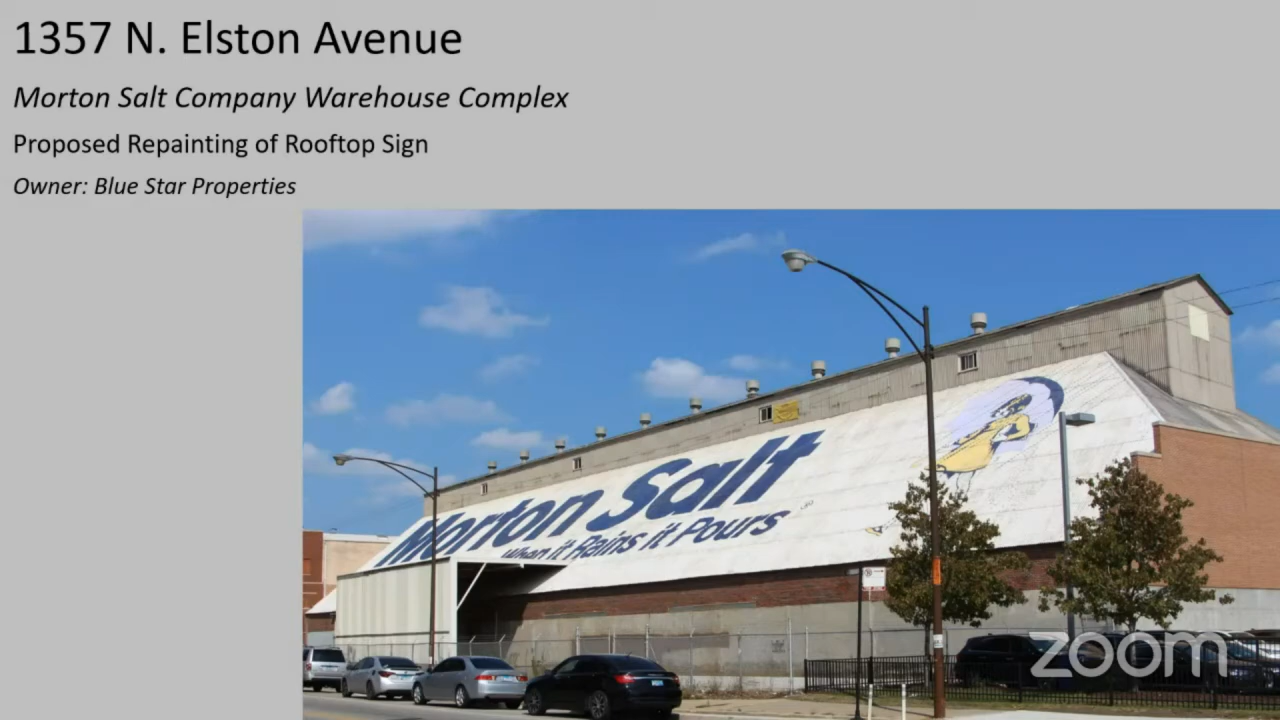 1357 N. Elston Avenue
Morton Salt Company Warehouse Complex
Proposed Repainting of Rooftop Sign
Owner: Blue Star Properties
Morton Salt
When it Rains it Pours
zoom